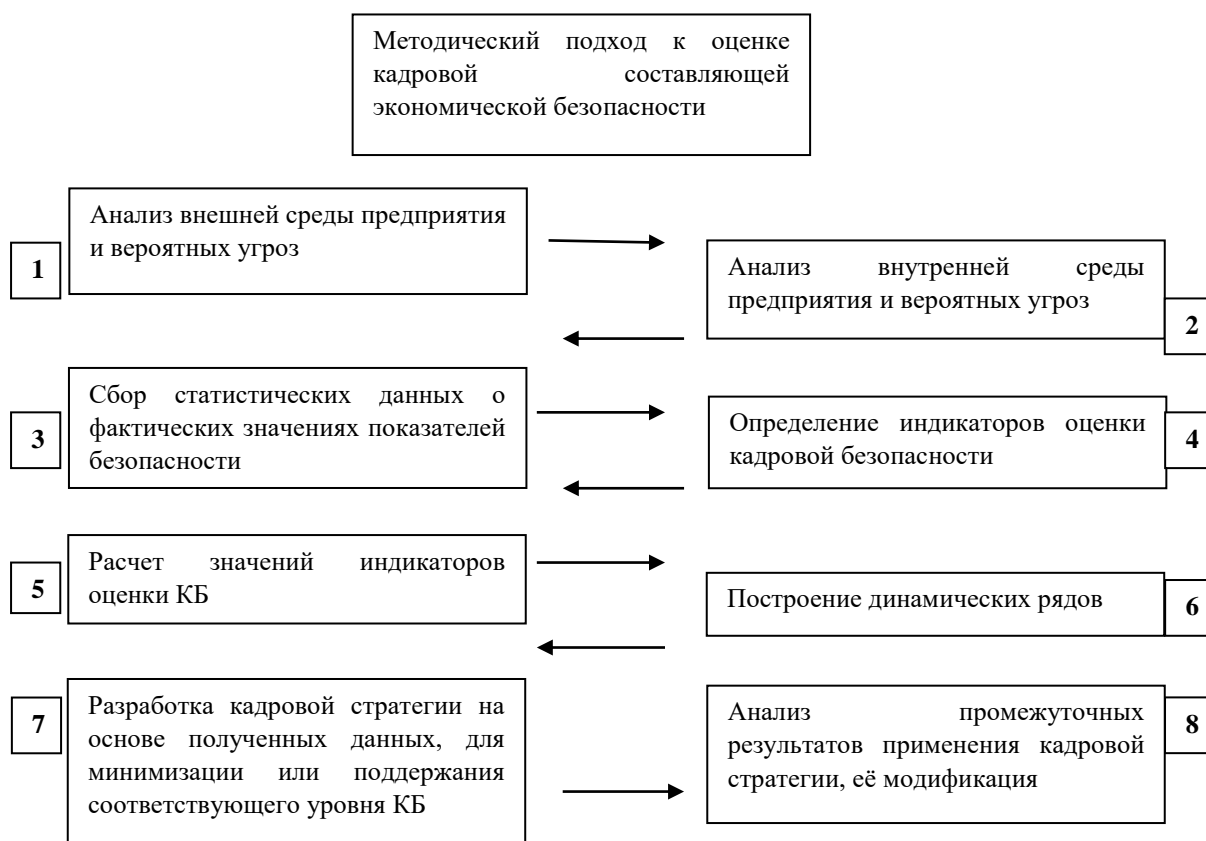 Методический подход к оценке
кадровой составляющей
экономической безопасности
1
Анализ внешней среды предприятия
и вероятных угроз
Анализ внутренней среды
предприятия и вероятных угроз
2
3
Сбор статистических данных о
фактических значениях показателей
безопасности
Определение индикаторов оценки
кадровой безопасности
4
5
Расчет значений индикаторов
оценки КБ
Построение динамических рядов
6
7
Разработка кадровой стратегии на
основе полученных данных, для
минимизации или поддержания
соответствующего уровня КБ
Анализ промежуточных
результатов применения кадровой
стратегии, её модификация
8